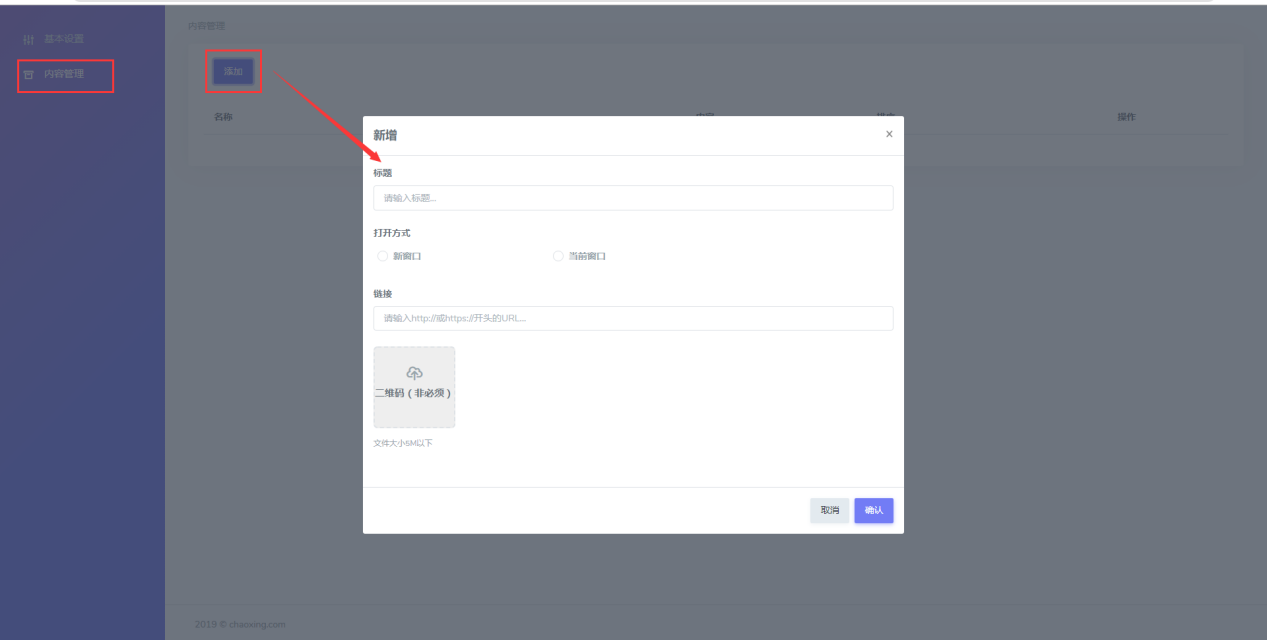 基本设置
内容管理
内容管理
添加
名称
操作
新增
x
标题
请输入标题...
打开方式
新窗口
当前窗口
链接
请输入http://或https://开头的URL...
二维码 ( 非必须 )
文件大小5M以下
取消
确认
2019 © chaoxing.com